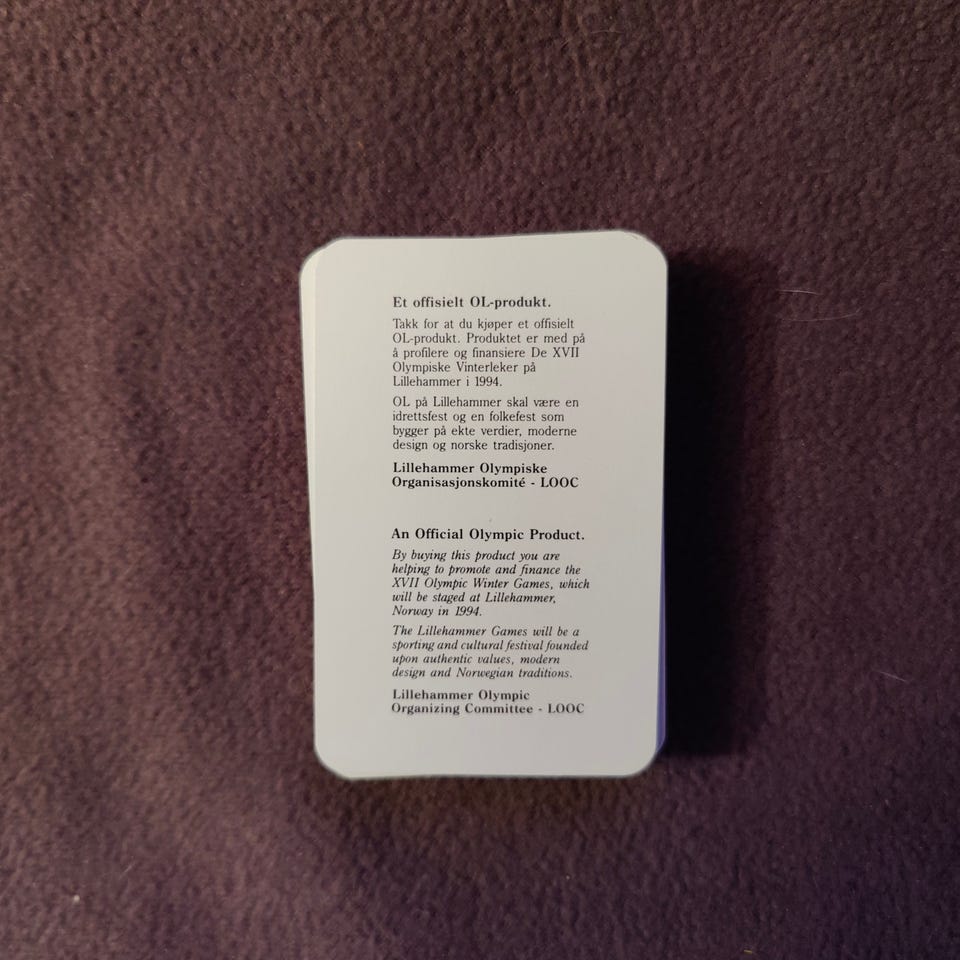 Et offisielt OL-produkt.
Takk for at du kjøper et offisielt
OL-produkt. Produktet er med på
å profilere og finansiere De XVII
Olympiske Vinterleker på
Lillehammer i 1994.
OL på Lillehammer skal være en
idrettsfest og en folkefest som
bygger på ekte verdier, moderne
design og norske tradisjoner.
Lillehammer Olympiske
Organisasjonskomité - LOOC
An Official Olympic Product.
By buying this product you are
helping to promote and finance the
XVII Olympic Winter Games, which
will be staged at Lillehammer,
Norway in 1994.
The Lillehammer Games will be a
sporting and cultural festival founded
upon authentic values, modern
design and Norwegian traditions.
Lillehammer Olympic
Organizing Committee - LOOC